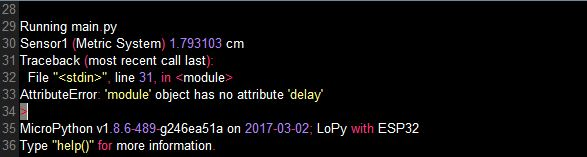 28
29 Running main.py
30 Sensor1 (Metric System) 1.793103 cm
31 Traceback (most recent call last):
32   File "<stdin>", line 31, in <module>
33 AttributeError: 'module' object has no attribute 'delay'
34 >
35 MicroPython v1.8.6-489-g246ea51a on 2017-03-02; LoPy with ESP32
36 Type "help()" for more information.